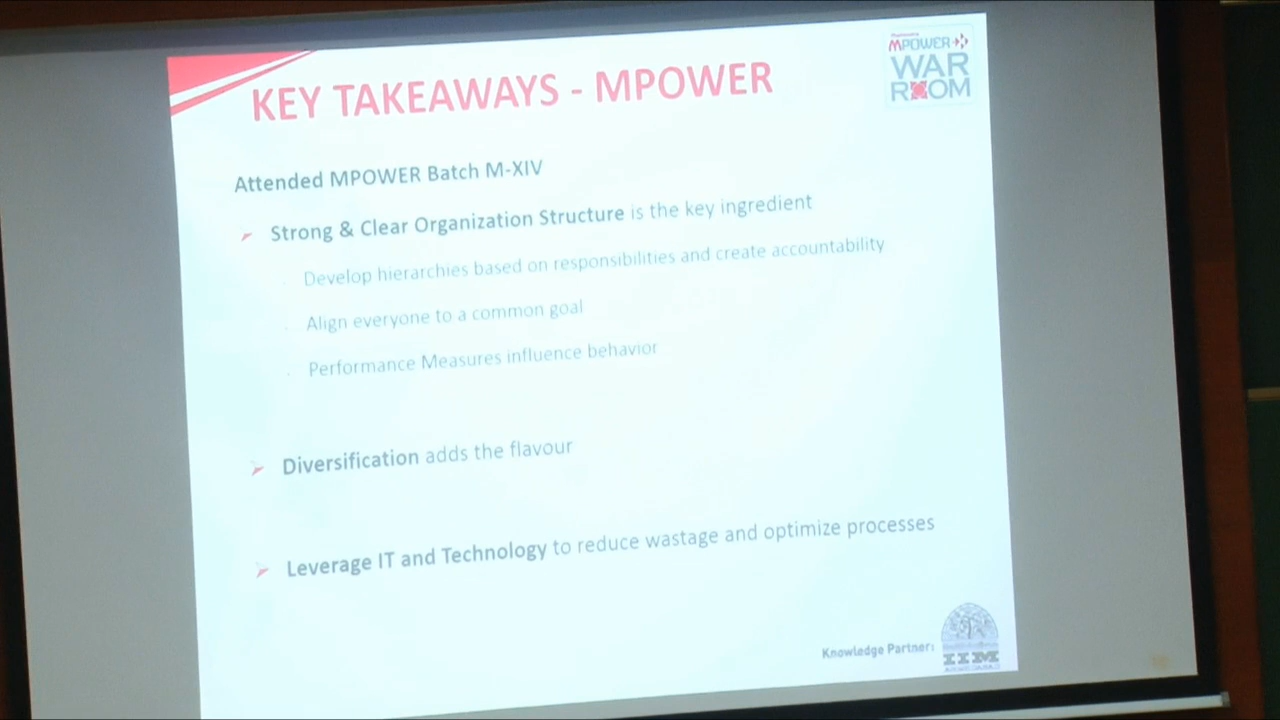 KEY TAKEAWAYS - MPOWER
MPOWER
WAR
ROOM
Attended MPOWER Batch M-XIV
Strong & Clear Organization Structure is the key ingredient
Develop hierarchies based on responsibilities and create accountability
Align everyone to a common goal
Performance Measures influence behavior
Diversification adds the flavour
Leverage IT and Technology to reduce wastage and optimize processes
Knowledge Partner:
IIM